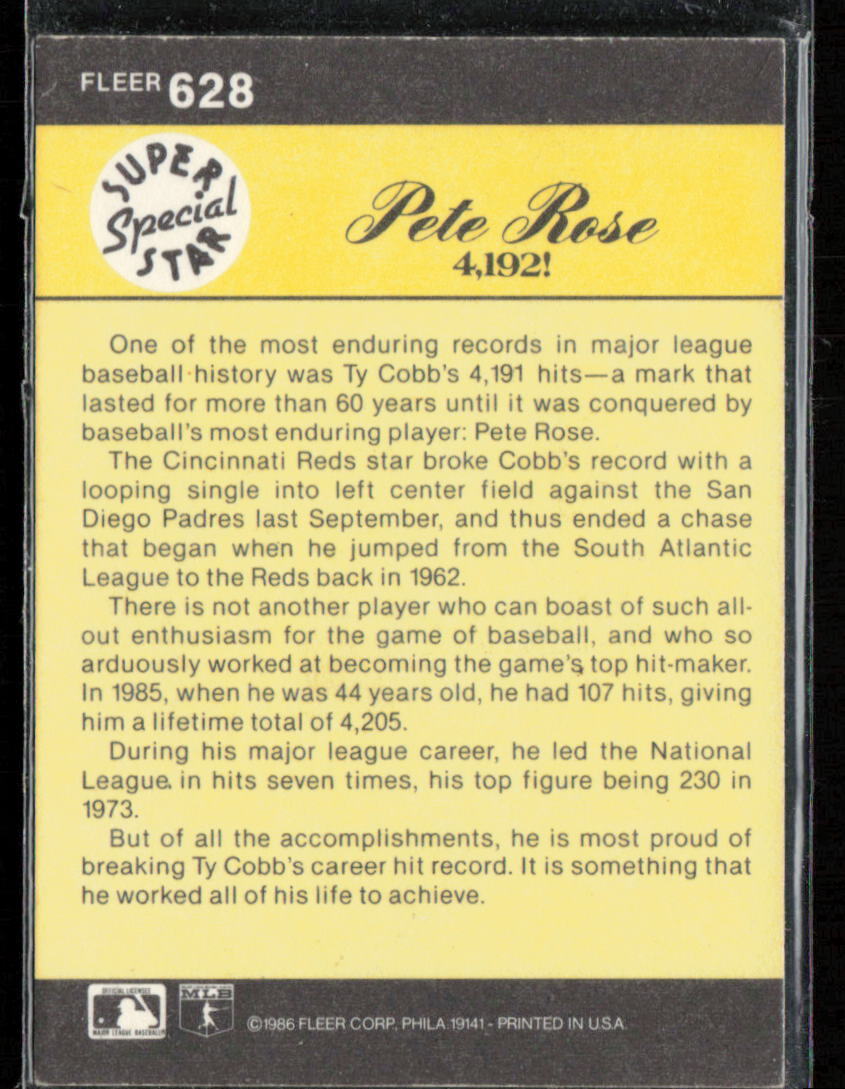 FLEER 628
SUPER
Special
STAR
Pete Rose
4,192!
One of the most enduring records in major league
baseball history was Ty Cobb's 4,191 hits—a mark that
lasted for more than 60 years until it was conquered by
baseball's most enduring player: Pete Rose.
The Cincinnati Reds star broke Cobb's record with a
looping single into left center field against the San
Diego Padres last September, and thus ended a chase
that began when he jumped from the South Atlantic
League to the Reds back in 1962.
There is not another player who can boast of such all-
out enthusiasm for the game of baseball, and who so
arduously worked at becoming the game's top hit-maker.
In 1985, when he was 44 years old, he had 107 hits, giving
him a lifetime total of 4,205.
During his major league career, he led the National
League in hits seven times, his top figure being 230 in
1973.
But of all the accomplishments, he is most proud of
breaking Ty Cobb's career hit record. It is something that
he worked all of his life to achieve.
OFFICIAL LICENSEE
MAJOR LEAGUE BASEBALL
MLB
©1986 FLEER CORP. PHILA. 19141 - PRINTED IN U.S.A.